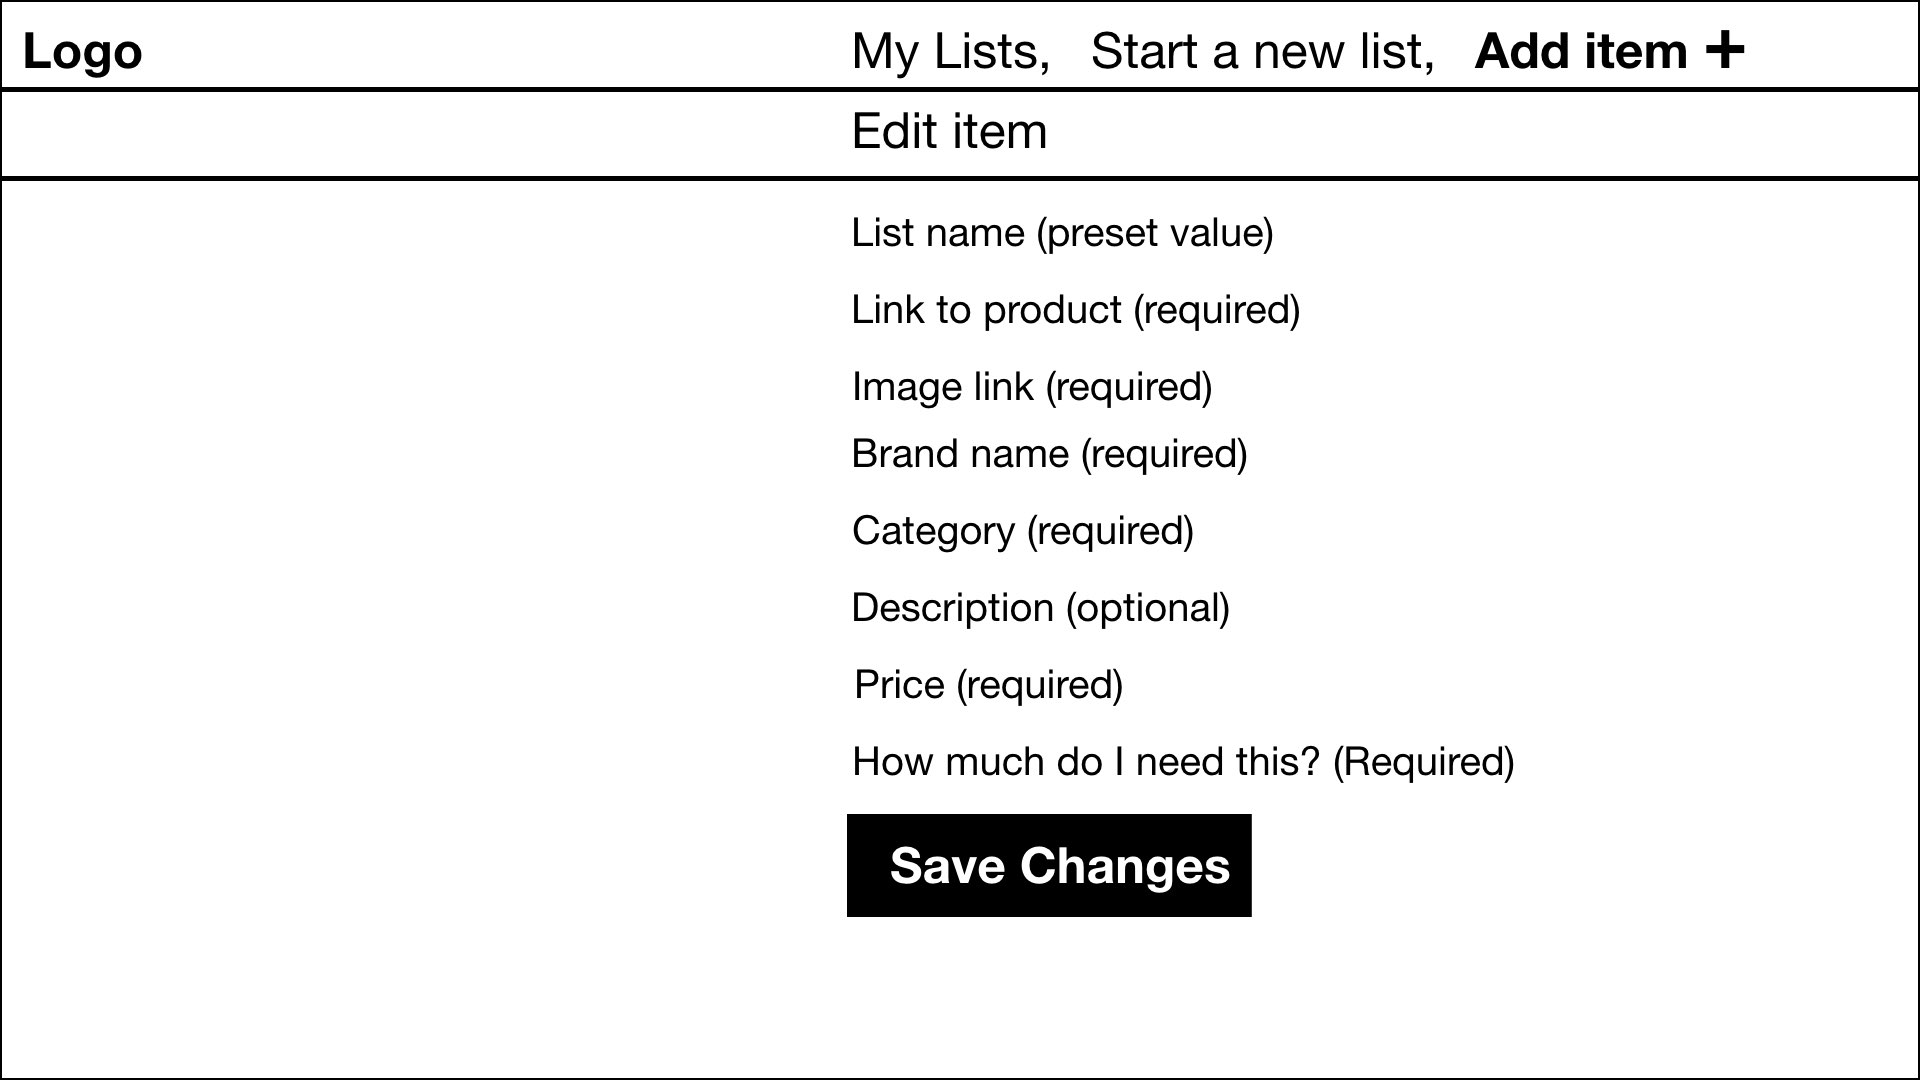 Logo
My Lists, Start a new list, Add item +
Edit item
List name (preset value)
Link to product (required)
Image link (required)
Brand name (required)
Category (required)
Description (optional)
Price (required)
How much do I need this? (Required)
Save Changes